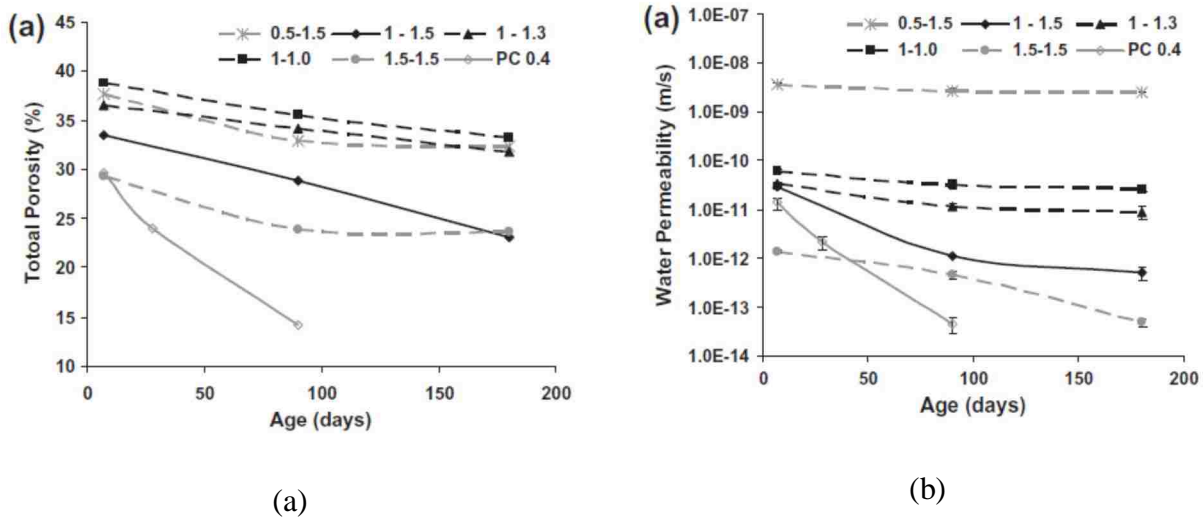 (a)
0.5-1.5 1 - 1.5 1 - 1.3
1-1.0 1.5-1.5 PC 0.4
Totoal Porosity (%)
45
40
35
30
25
20
15
10
0 50 100 150 200
Age (days)
(a)
(a)
0.5-1.5 1 - 1.5 1 - 1.3
1-1.0 1.5-1.5 PC 0.4
Water Permeability (m/s)
1.0E-07
1.0E-08
1.0E-09
1.0E-10
1.0E-11
1.0E-12
1.0E-13
1.0E-14
0 50 100 150 200
Age (days)
(b)